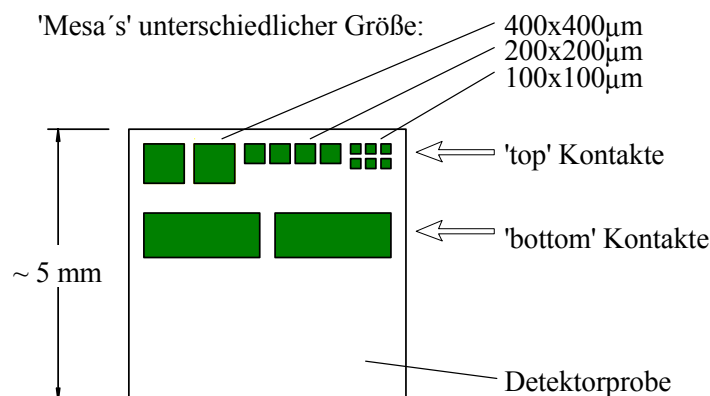 'Mesa´s' unterschiedlicher Größe:
400x400µm
200x200µm
100x100µm
'top' Kontakte
'bottom' Kontakte
~ 5 mm
Detektorprobe